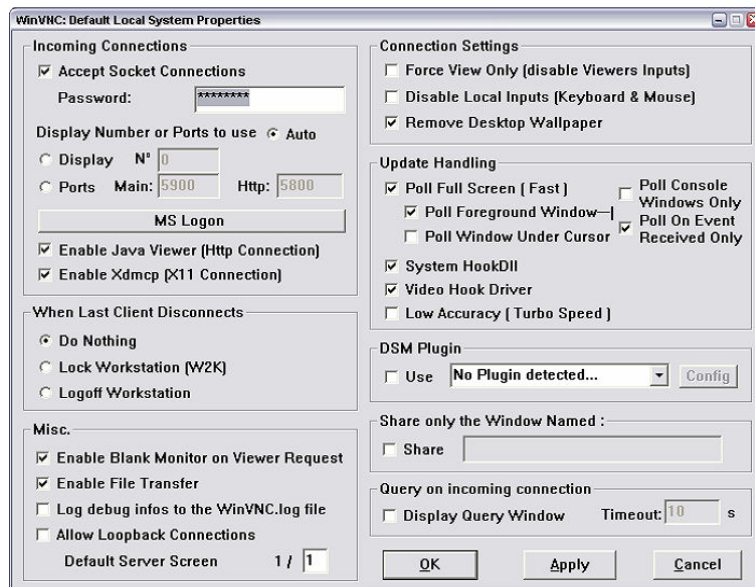 WinVNC: Default Local System Properties
Incoming Connections
Accept Socket Connections
Password: ********
Display Number or Ports to use Auto
Display N° 0
Ports Main: 5900 Http: 5800
MS Logon
Enable Java Viewer (Http Connection)
Enable Xdmcp (X11 Connection)
When Last Client Disconnects
Do Nothing
Lock Workstation (W2K)
Logoff Workstation
Misc.
Enable Blank Monitor on Viewer Request
Enable File Transfer
Log debug infos to the WinVNC.log file
Allow Loopback Connections
Default Server Screen 1 / 1
Connection Settings
Force View Only (disable Viewers Inputs)
Disable Local Inputs (Keyboard & Mouse)
Remove Desktop Wallpaper
Update Handling
Poll Full Screen ( Fast )
Poll Foreground Window
Poll Window Under Cursor
Poll Console
Windows Only
Poll On Event
Received Only
System HookDll
Video Hook Driver
Low Accuracy ( Turbo Speed )
DSM Plugin
Use No Plugin detected... Config
Share only the Window Named :
Share
Query on incoming connection
Display Query Window Timeout: 10 s
OK Apply Cancel